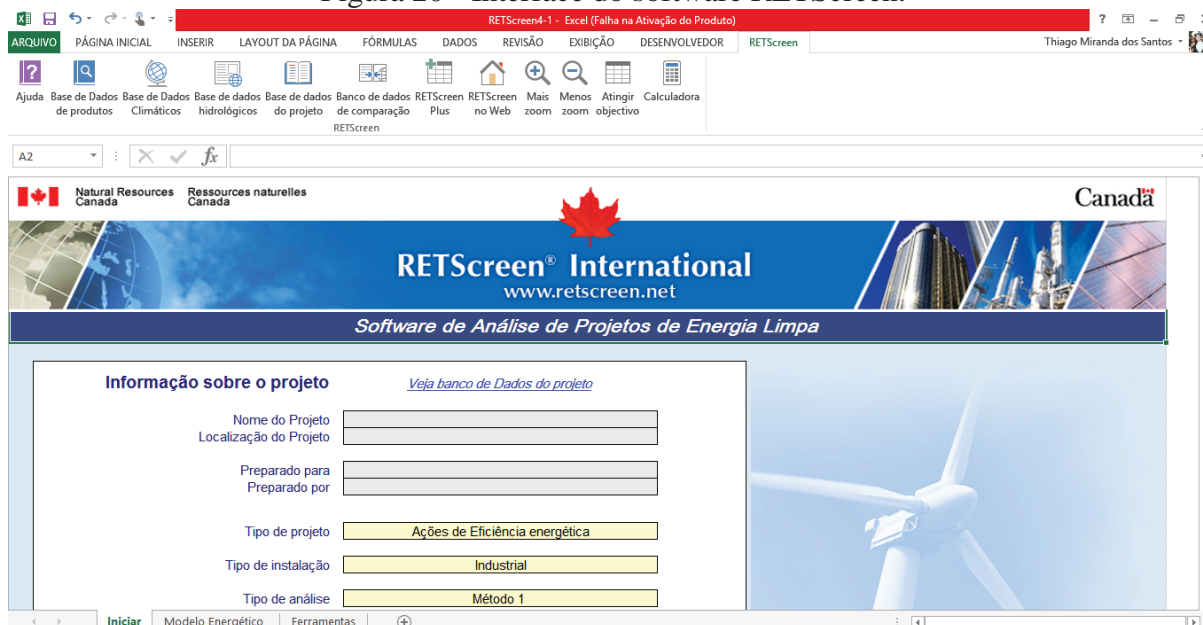 Figura 20 - Interface do software RETScreen.
RETScreen4-1 - Excel (Falha na Ativação do Produto)
ARQUIVO PÁGINA INICIAL INSERIR LAYOUT DA PÁGINA FÓRMULAS DADOS REVISÃO EXIBIÇÃO DESENVOLVEDOR RETScreen Thiago Miranda dos Santos
Ajuda Base de Dados Base de Dados Base de dados Base de dados Banco de dados RETScreen RETScreen Mais Menos Atingir Calculadora
de produtos Climáticos hidrológicos do projeto de comparação Plus no Web zoom zoom objectivo
RETScreen
A2 fx
Natural Resources Ressources naturelles
Canada Canada
Canada
RETScreen® International
www.retscreen.net
Software de Análise de Projetos de Energia Limpa
Informação sobre o projeto Veja banco de Dados do projeto
Nome do Projeto
Localização do Projeto
Preparado para
Preparado por
Tipo de projeto Ações de Eficiência energética
Tipo de instalação Industrial
Tipo de análise Método 1
Iniciar Modelo Energético Ferramentas